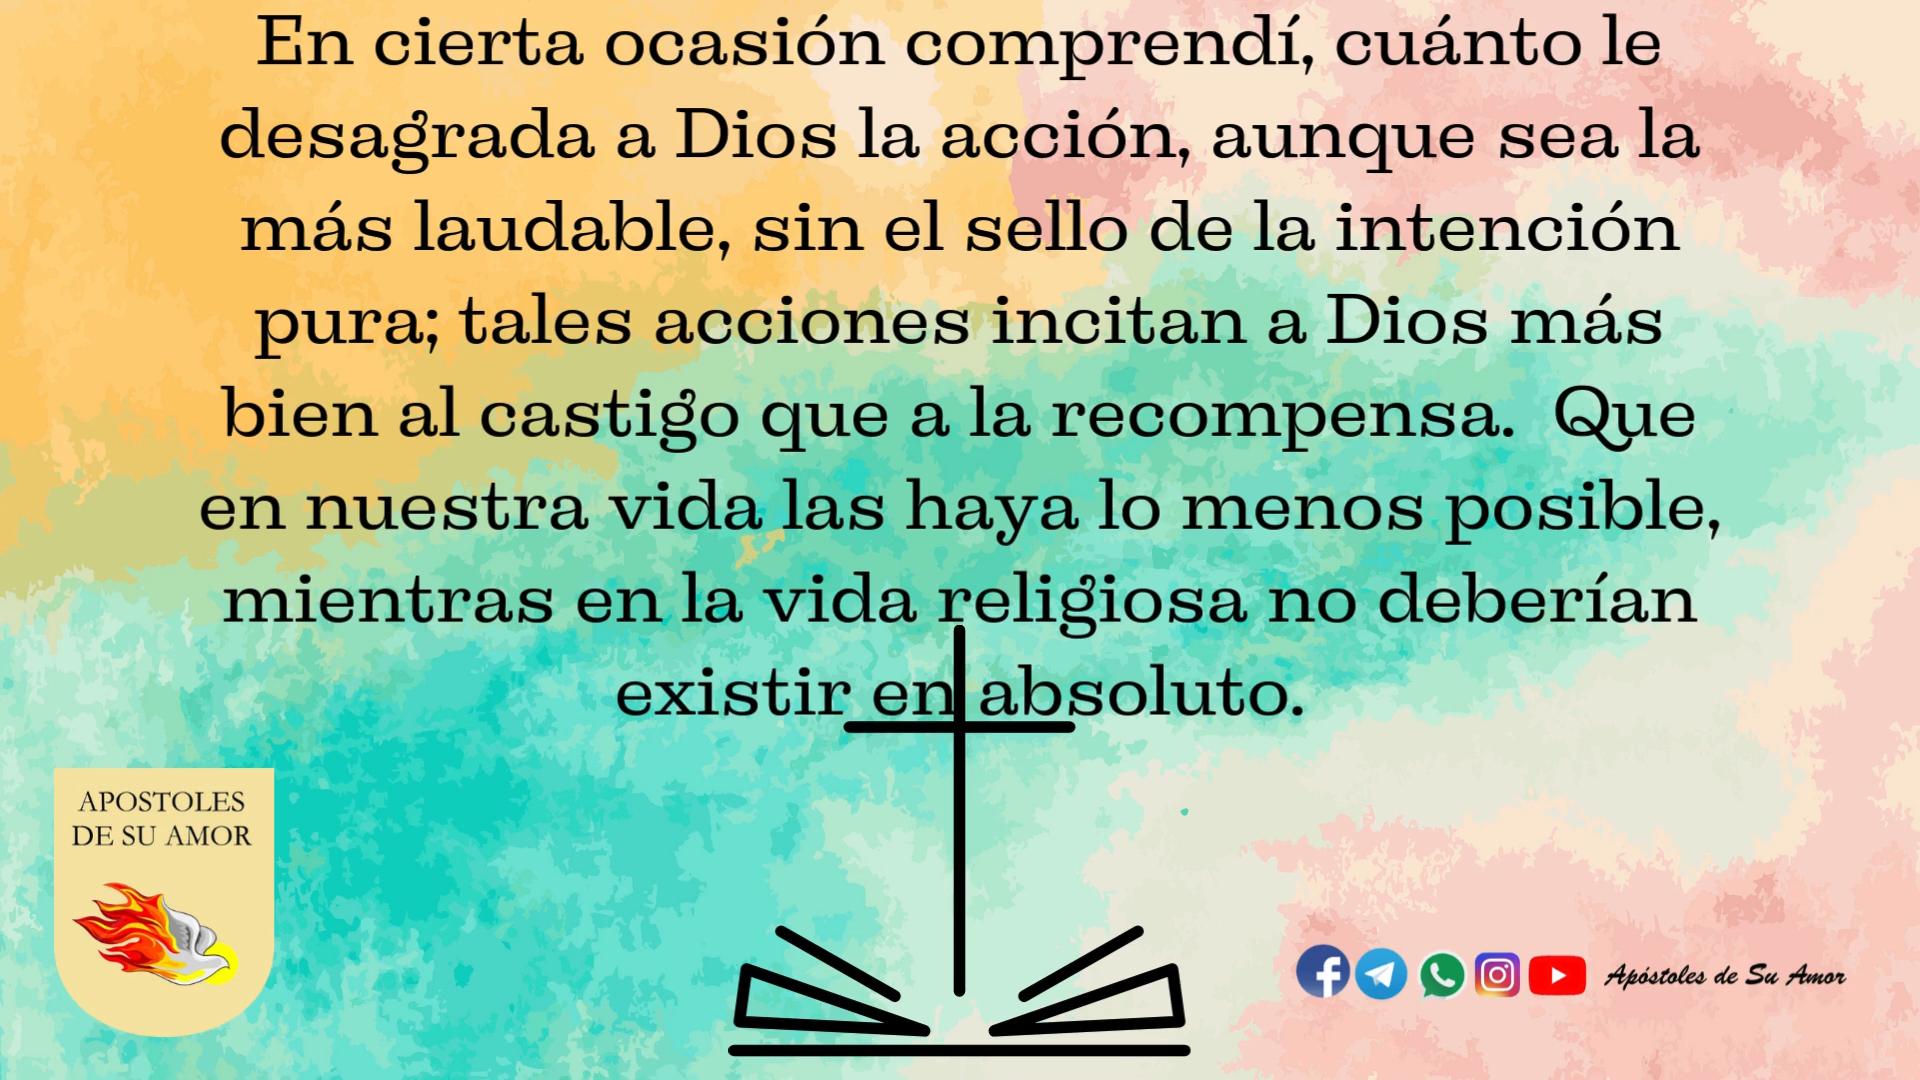 En cierta ocasión comprendí, cuánto le
desagrada a Dios la acción, aunque sea la
más laudable, sin el sello de la intención
pura; tales acciones incitan a Dios más
bien al castigo que a la recompensa. Que
en nuestra vida las haya lo menos posible,
mientras en la vida religiosa no deberían
existir en absoluto.
APOSTOLES
DE SU AMOR
Apóstoles de Su Amor